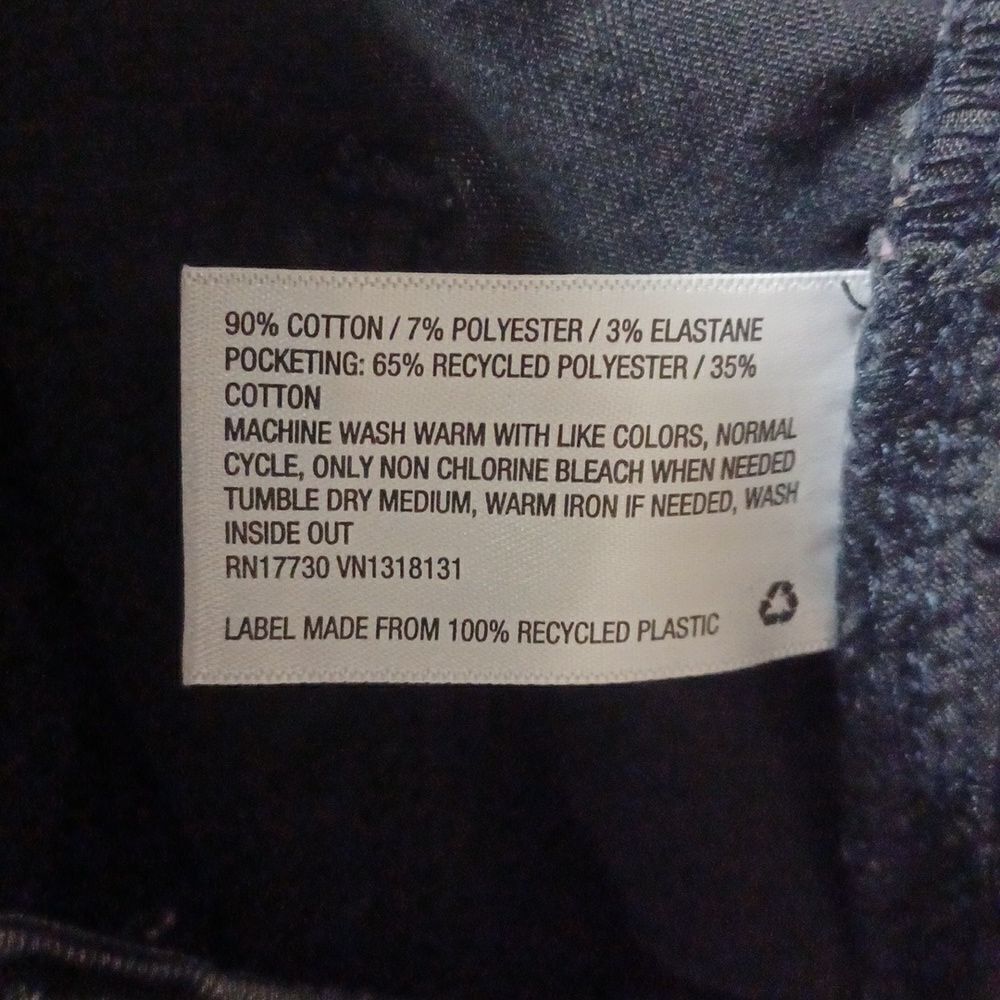 90% COTTON / 7% POLYESTER / 3% ELASTANE
POCKETING: 65% RECYCLED POLYESTER / 35%
COTTON
MACHINE WASH WARM WITH LIKE COLORS, NORMAL
CYCLE, ONLY NON CHLORINE BLEACH WHEN NEEDED
TUMBLE DRY MEDIUM, WARM IRON IF NEEDED, WASH
INSIDE OUT
RN17730 VN1318131
LABEL MADE FROM 100% RECYCLED PLASTIC